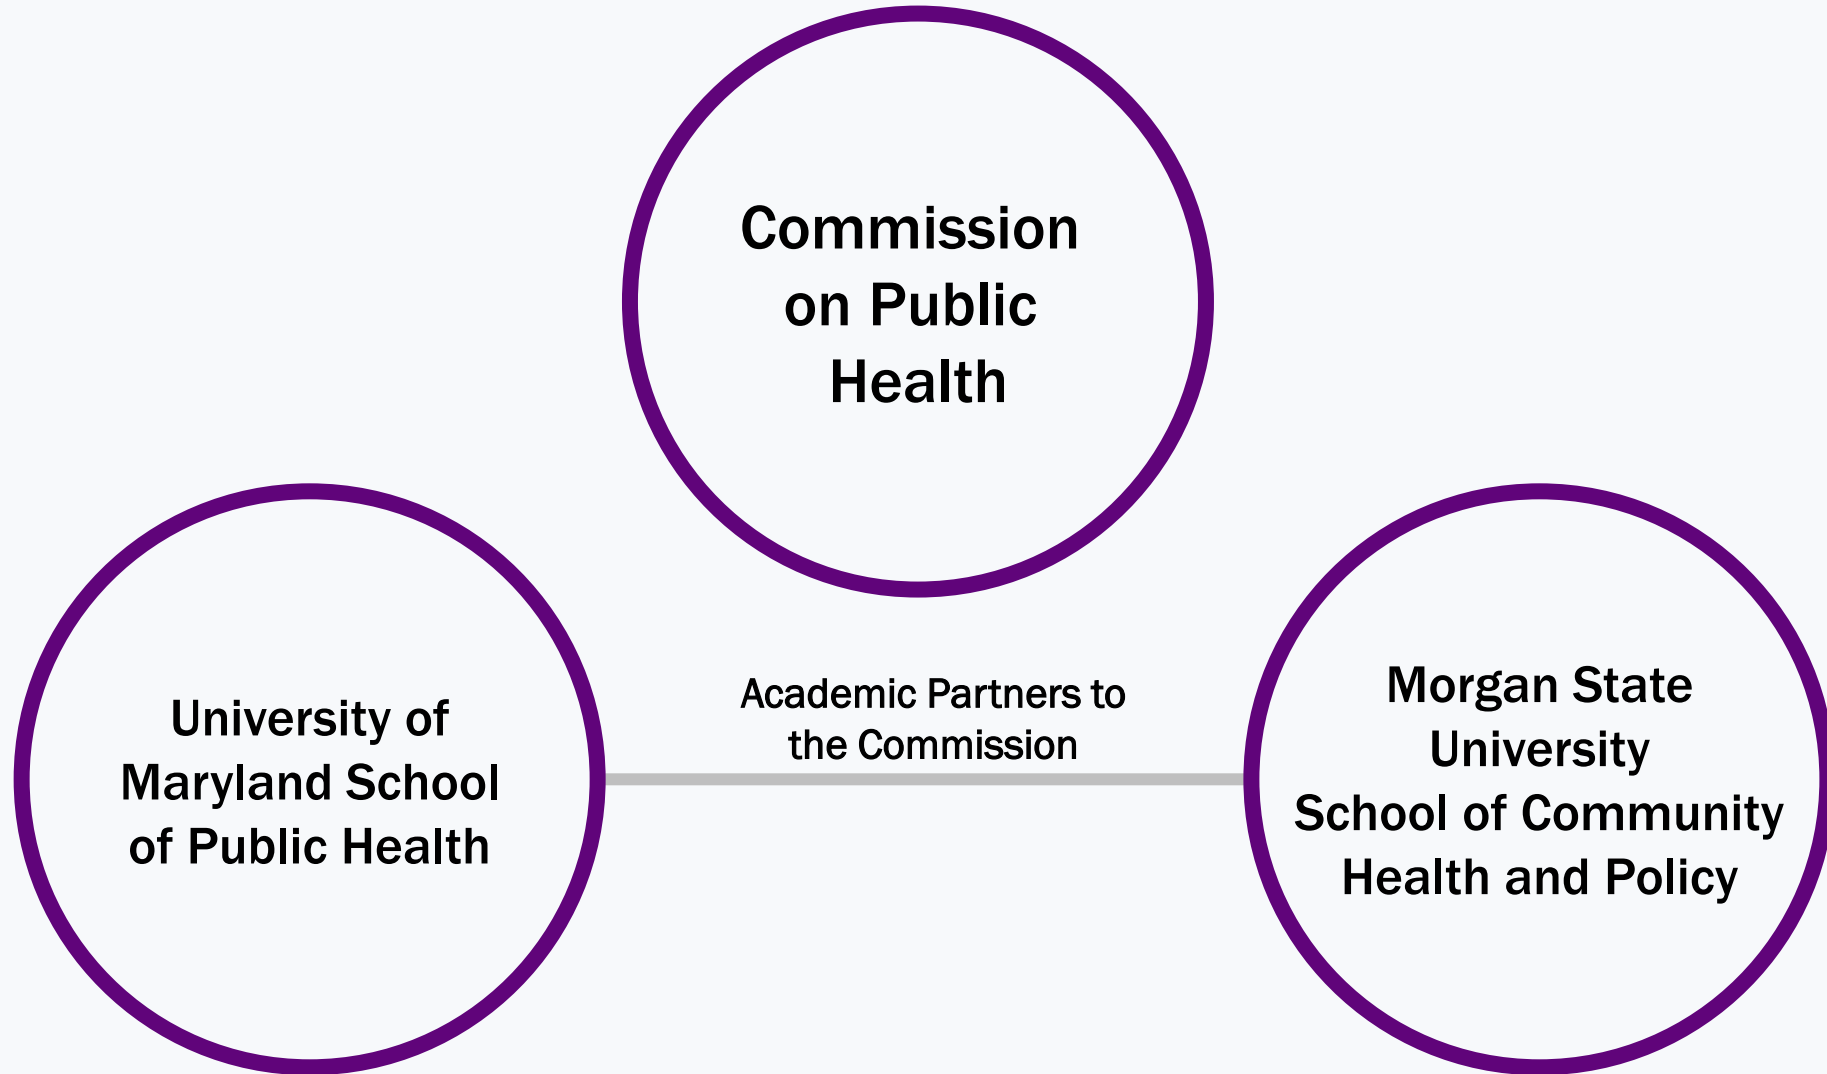 Commission
on Public
Health
University of
Maryland School
of Public Health
Academic Partners to
the Commission
Morgan State
University
School of Community
Health and Policy